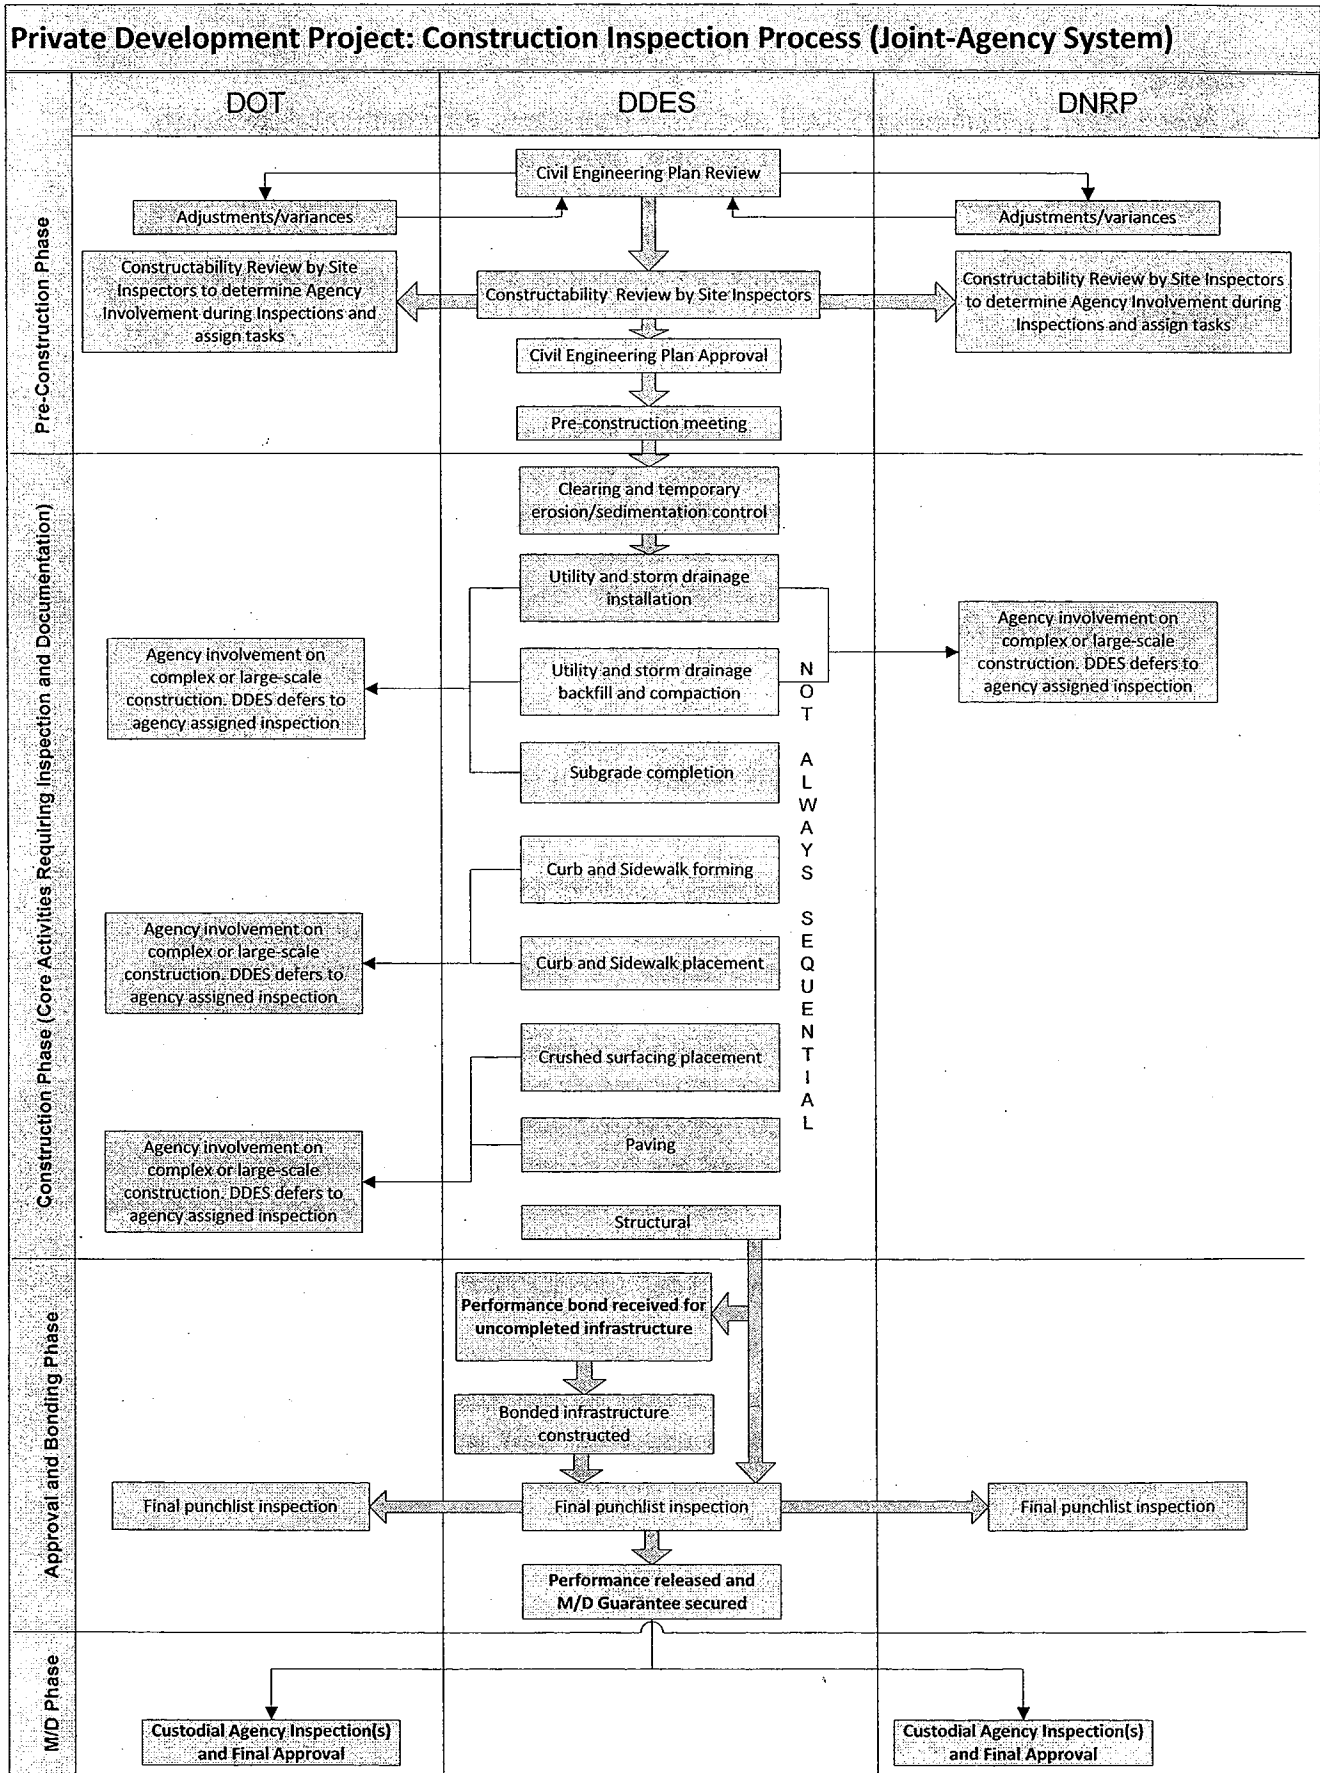 Private Development Project: Construction Inspection Process (Joint-Agency System)
DOT
DDES
DNRP
Pre-Construction Phase
Civil Engineering Plan Review
Adjustments/variances
Adjustments/variances
Constructability Review by Site
Inspectors to determine Agency
Involvement during Inspections and
assign tasks
Constructability Review by Site Inspectors
Constructability Review by Site Inspectors
to determine Agency Involvement during
Inspections and assign tasks
Civil Engineering Plan Approval
Pre-construction meeting
Construction Phase (Core Activities Requiring Inspection and Documentation)
Clearing and temporary
erosion/sedimentation control
Utility and storm drainage
installation
Agency involvement on
complex or large-scale
construction. DDES defers to
agency assigned inspection
Utility and storm drainage
backfill and compaction
Agency involvement on
complex or large-scale
construction. DDES defers to
agency assigned inspection
Subgrade completion
NOT ALWAYS SEQUENTIAL
Curb and Sidewalk forming
Agency involvement on
complex or large-scale
construction. DDES defers to
agency assigned inspection
Curb and Sidewalk placement
Crushed surfacing placement
Paving
Agency involvement on
complex or large-scale
construction. DDES defers to
agency assigned inspection
Structural
Approval and Bonding Phase
Performance bond received for
uncompleted infrastructure
Bonded infrastructure
constructed
Final punchlist inspection
Final punchlist inspection
Final punchlist inspection
Performance released and
M/D Guarantee secured
M/D Phase
Custodial Agency Inspection(s)
and Final Approval
Custodial Agency Inspection(s)
and Final Approval